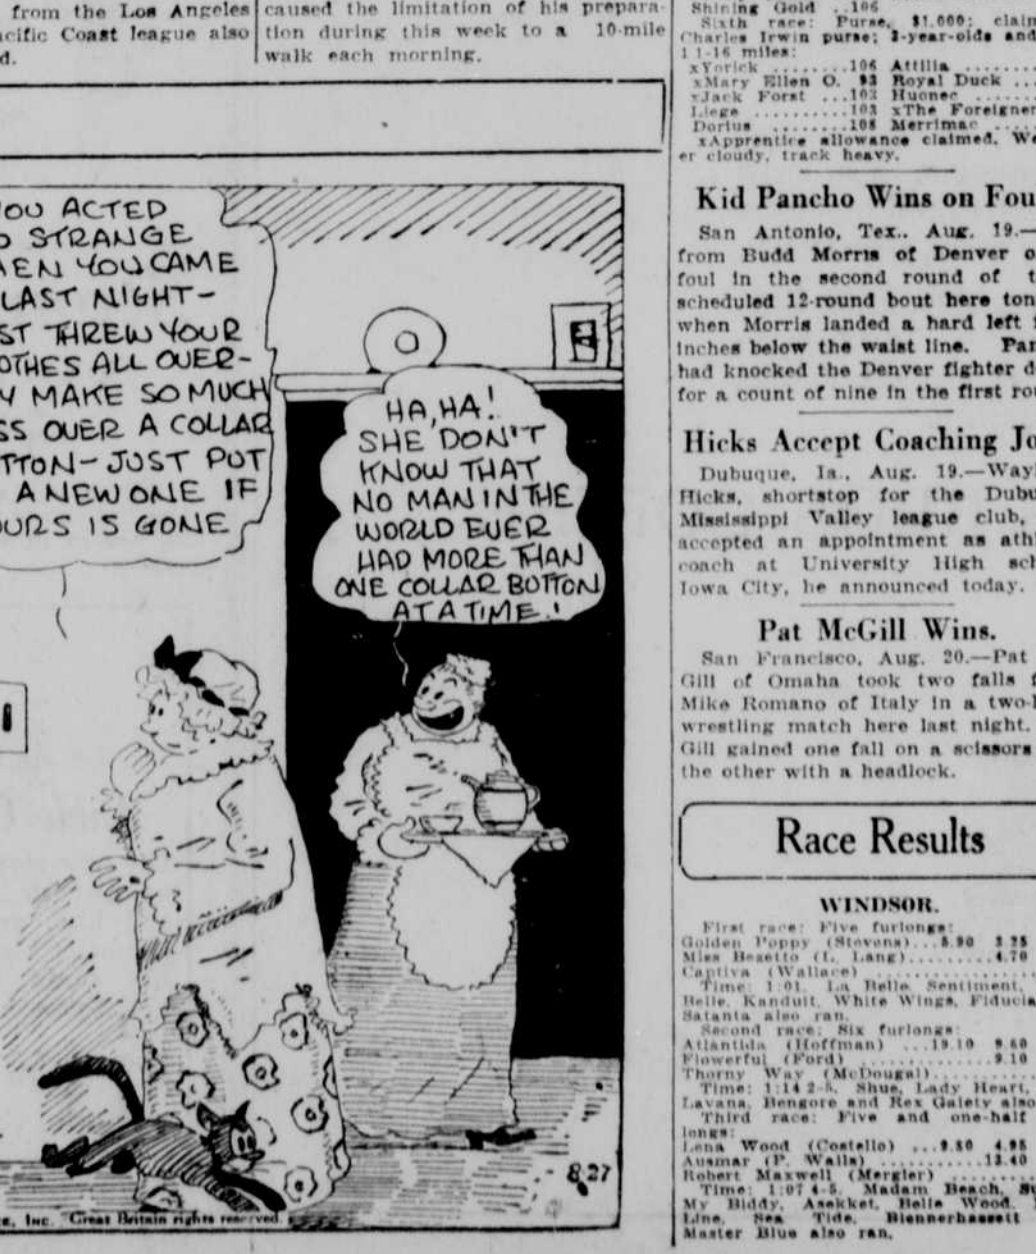 from the Los Angeles
acific Coast league also
d.
caused the limitation of his prepara-
tion during this week to a 10-mile
walk each morning.
OU ACTED
O STRANGE
HEN YOU CAME
LAST NIGHT-
ST THREW YOUR
OTHES ALL OVER-
Y MAKE SO MUCH
SS OVER A COLLAR
TTON-JUST PUT
A NEW ONE IF
OURS IS GONE
HA, HA!
SHE DON'T
KNOW THAT
NO MAN IN THE
WORLD EVER
HAD MORE THAN
ONE COLLAR BUTTON
AT A TIME.!
8.27
Inc. Great Britain rights reserved.
Shining Gold ..106
Sixth race: Purse, $1,000; claim
Charles Irwin purse; 3-year-olds and
1 1-16 miles:
xYorick ........106 Attilla
xMary Ellen O. 93 Royal Duck ...
xJack Forst ...103 Huonec
Liege ..........103 xThe Foreigner
Dorius ........108 Merrimac
xApprentice allowance claimed. We
er cloudy, track heavy.
Kid Pancho Wins on Fou
San Antonio, Tex., Aug. 19.—
from Budd Morris of Denver o
foul in the second round of t
scheduled 12-round bout here ton
when Morris landed a hard left
inches below the waist line. Pan
had knocked the Denver fighter d
for a count of nine in the first rou
Hicks Accept Coaching Jo
Dubuque, Ia., Aug. 19.—Way
Hicks, shortstop for the Dubu
Mississippi Valley league club,
accepted an appointment as athl
coach at University High sch
Iowa City, he announced today.
Pat McGill Wins.
San Francisco, Aug. 20.—Pat
Gill of Omaha took two falls f
Mike Romano of Italy in a two-h
wrestling match here last night.
Gill gained one fall on a scissors
the other with a headlock.
Race Results
WINDSOR.
First race: Five furlongs:
Golden Poppy (Stevens)...5.90 3.25
Miss Bezetto (L. Lang).........4.70
Captiva (Wallace)
Time: 1:01. La Belle Sentiment,
Belle, Kanduit, White Wings, Fiducia
Satanta also ran.
Second race: Six furlongs:
Atlantida (Hoffman) ...19.10 9.60
Flowerful (Ford) ............9.10
Thorny Way (McDougal)
Time: 1:14 2-5. Shue, Lady Heart,
Lavana, Bengore and Rex Gaiety also
Third race: Five and one-half
longs:
Lena Wood (Costello) ...9.80 4.95
Ausmar (P. Walls) ..........13.40
Robert Maxwell (Mergler)
Time: 1:07 4-5. Madam Beach,
My Biddy, Asekket, Belle Wood,
Line, Sea Tide, Blennerhassett
Master Blue also ran.